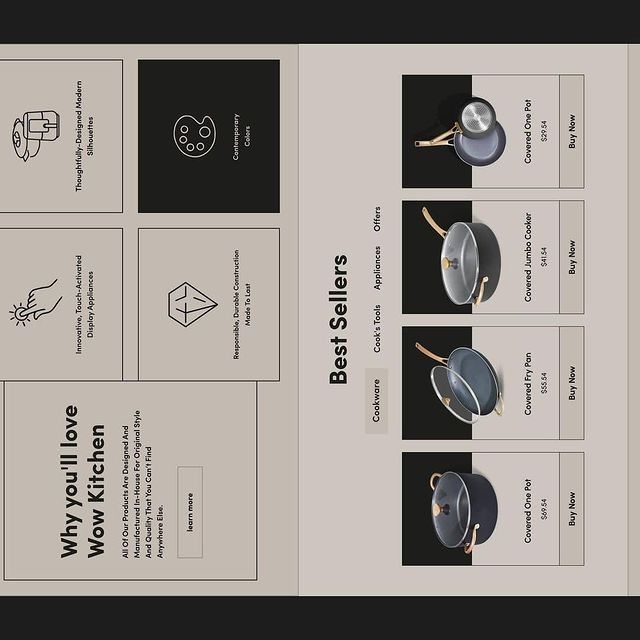 Why you'll love
Wow Kitchen
All Of Our Products Are Designed And
Manufactured In-House For Original Style
And Quality That You Can't Find
Anywhere Else.
learn more
Innovative, Touch-Activated
Display Appliances
Thoughtfully-Designed Modern
Silhouettes
Responsible, Durable Construction
Made To Last
Contemporary
Colors
Best Sellers
Cookware
Cook's Tools
Appliances
Offers
Covered One Pot
$69.54
Buy Now
Covered Fry Pan
$55.54
Buy Now
Covered Jumbo Cooker
$41.54
Buy Now
Covered One Pot
$29.54
Buy Now